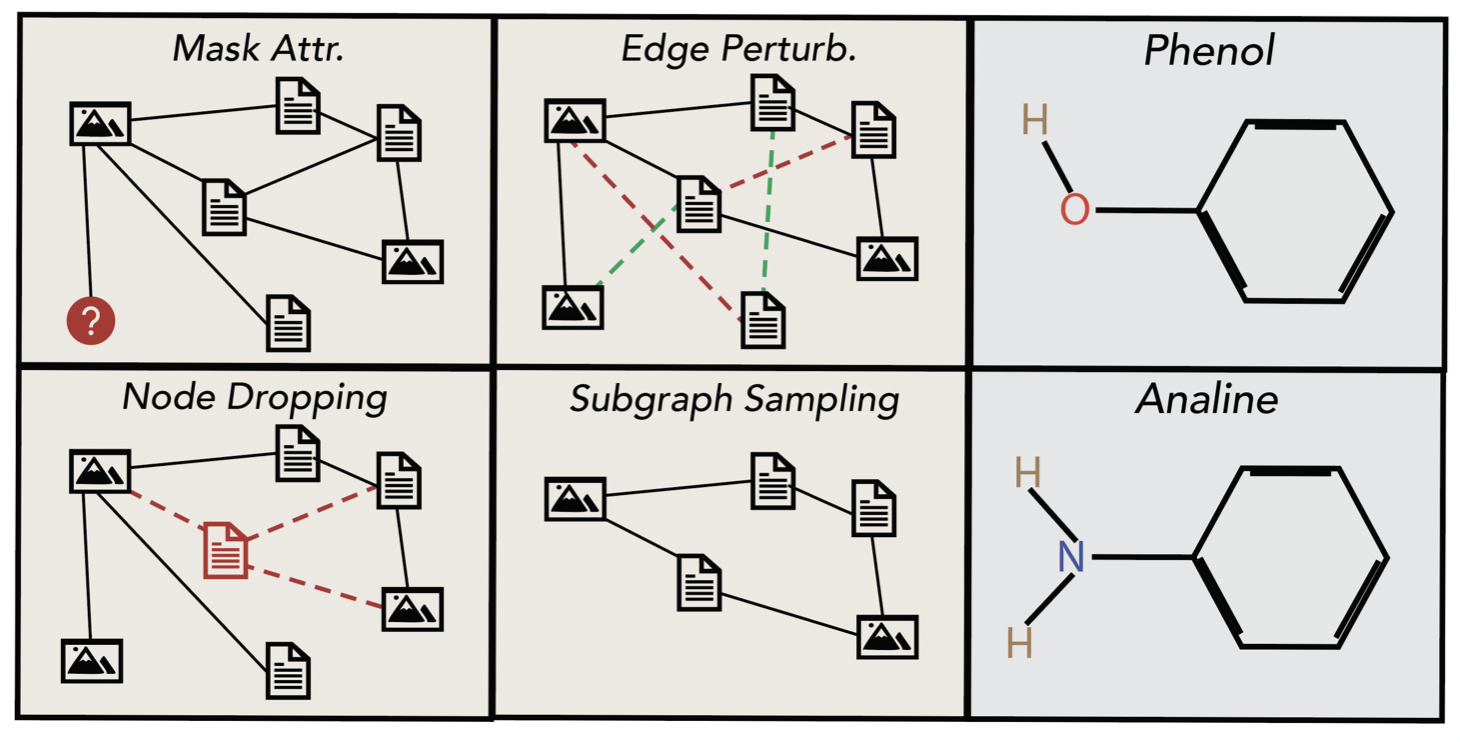 Mask Attr.
Edge Perturb.
Phenol
H
O
?
Node Dropping
Subgraph Sampling
Analine
H
N
H